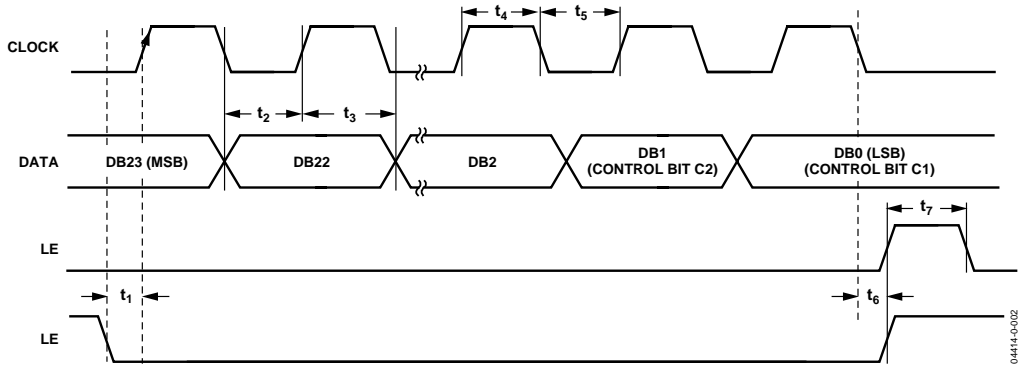 t4 t5
CLOCK
t2 t3
DATA
DB23 (MSB)
DB22
DB2
DB1
(CONTROL BIT C2)
DB0 (LSB)
(CONTROL BIT C1)
t7
LE
t1
t6
LE
04414-0-002